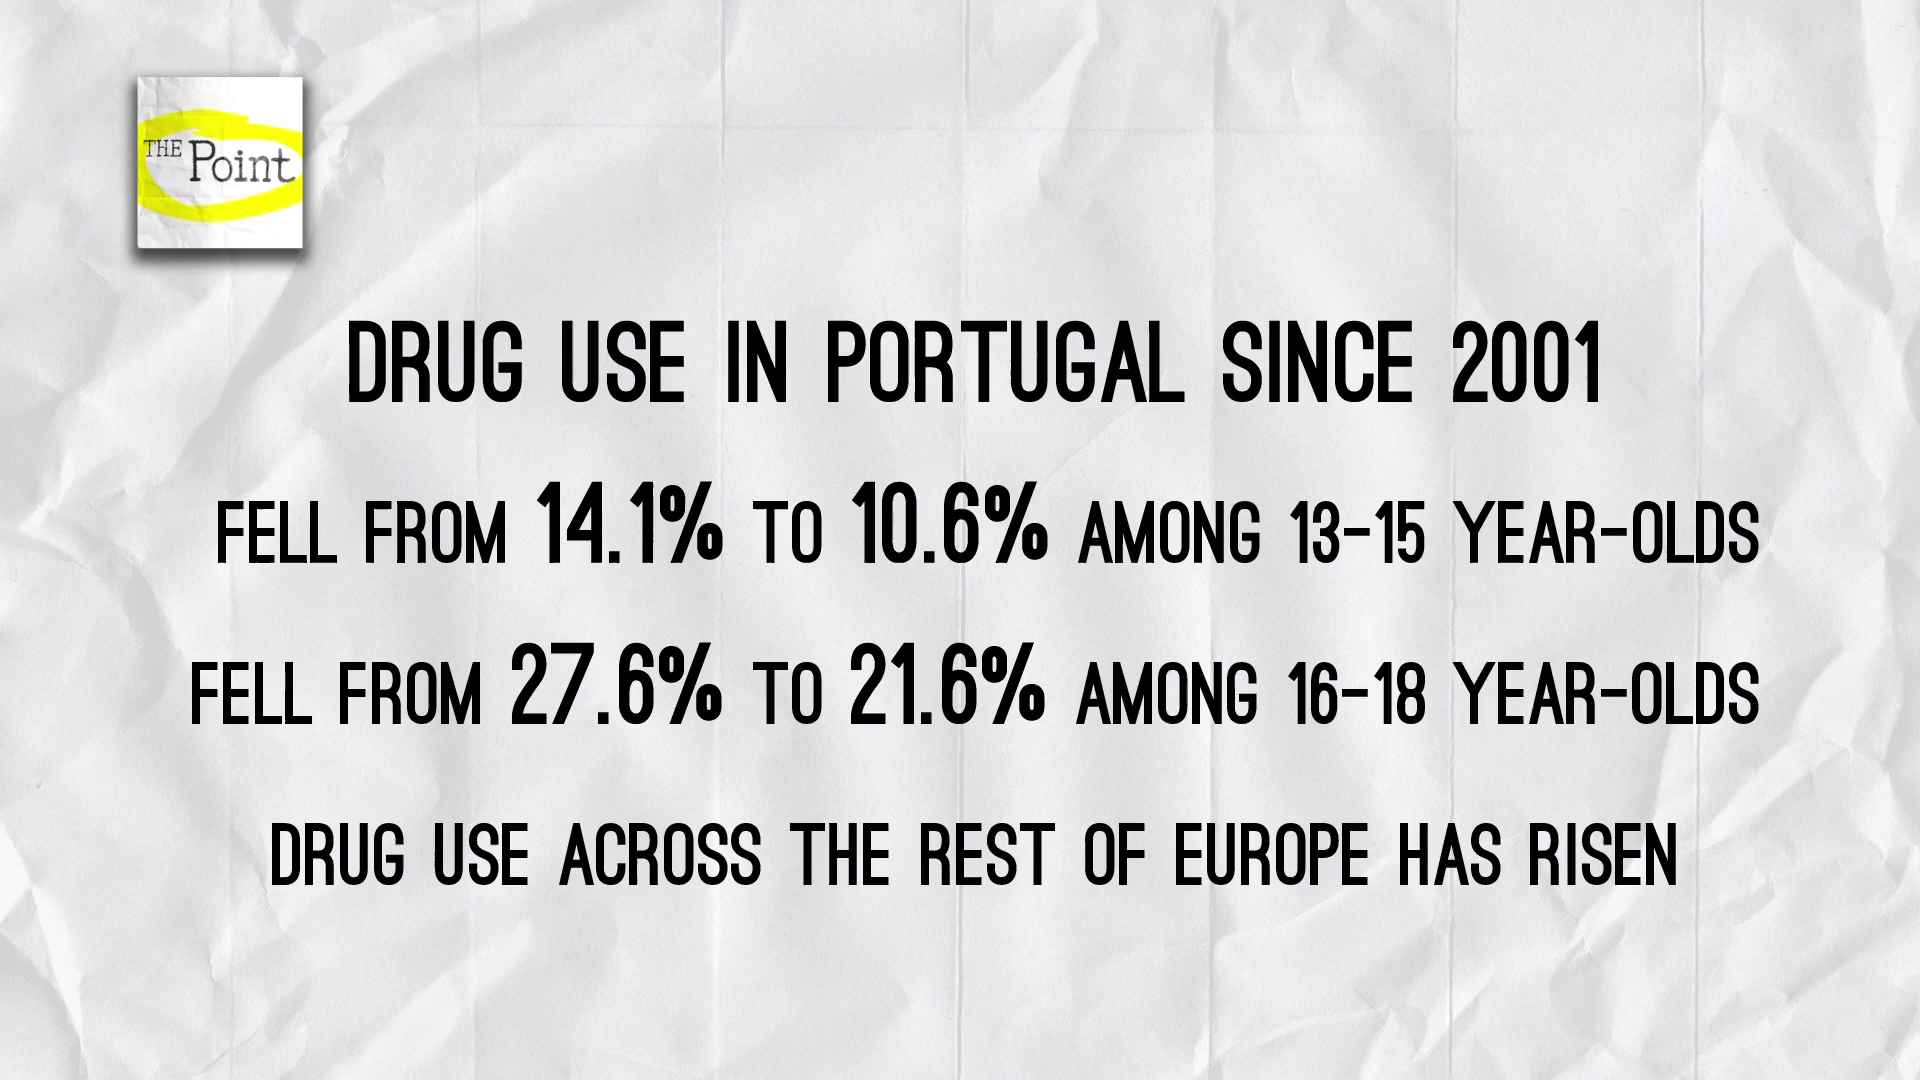 THE Point
DRUG USE IN PORTUGAL SINCE 2001
FELL FROM 14.1% TO 10.6% AMONG 13-15 YEAR-OLDS
FELL FROM 27.6% TO 21.6% AMONG 16-18 YEAR-OLDS
DRUG USE ACROSS THE REST OF EUROPE HAS RISEN